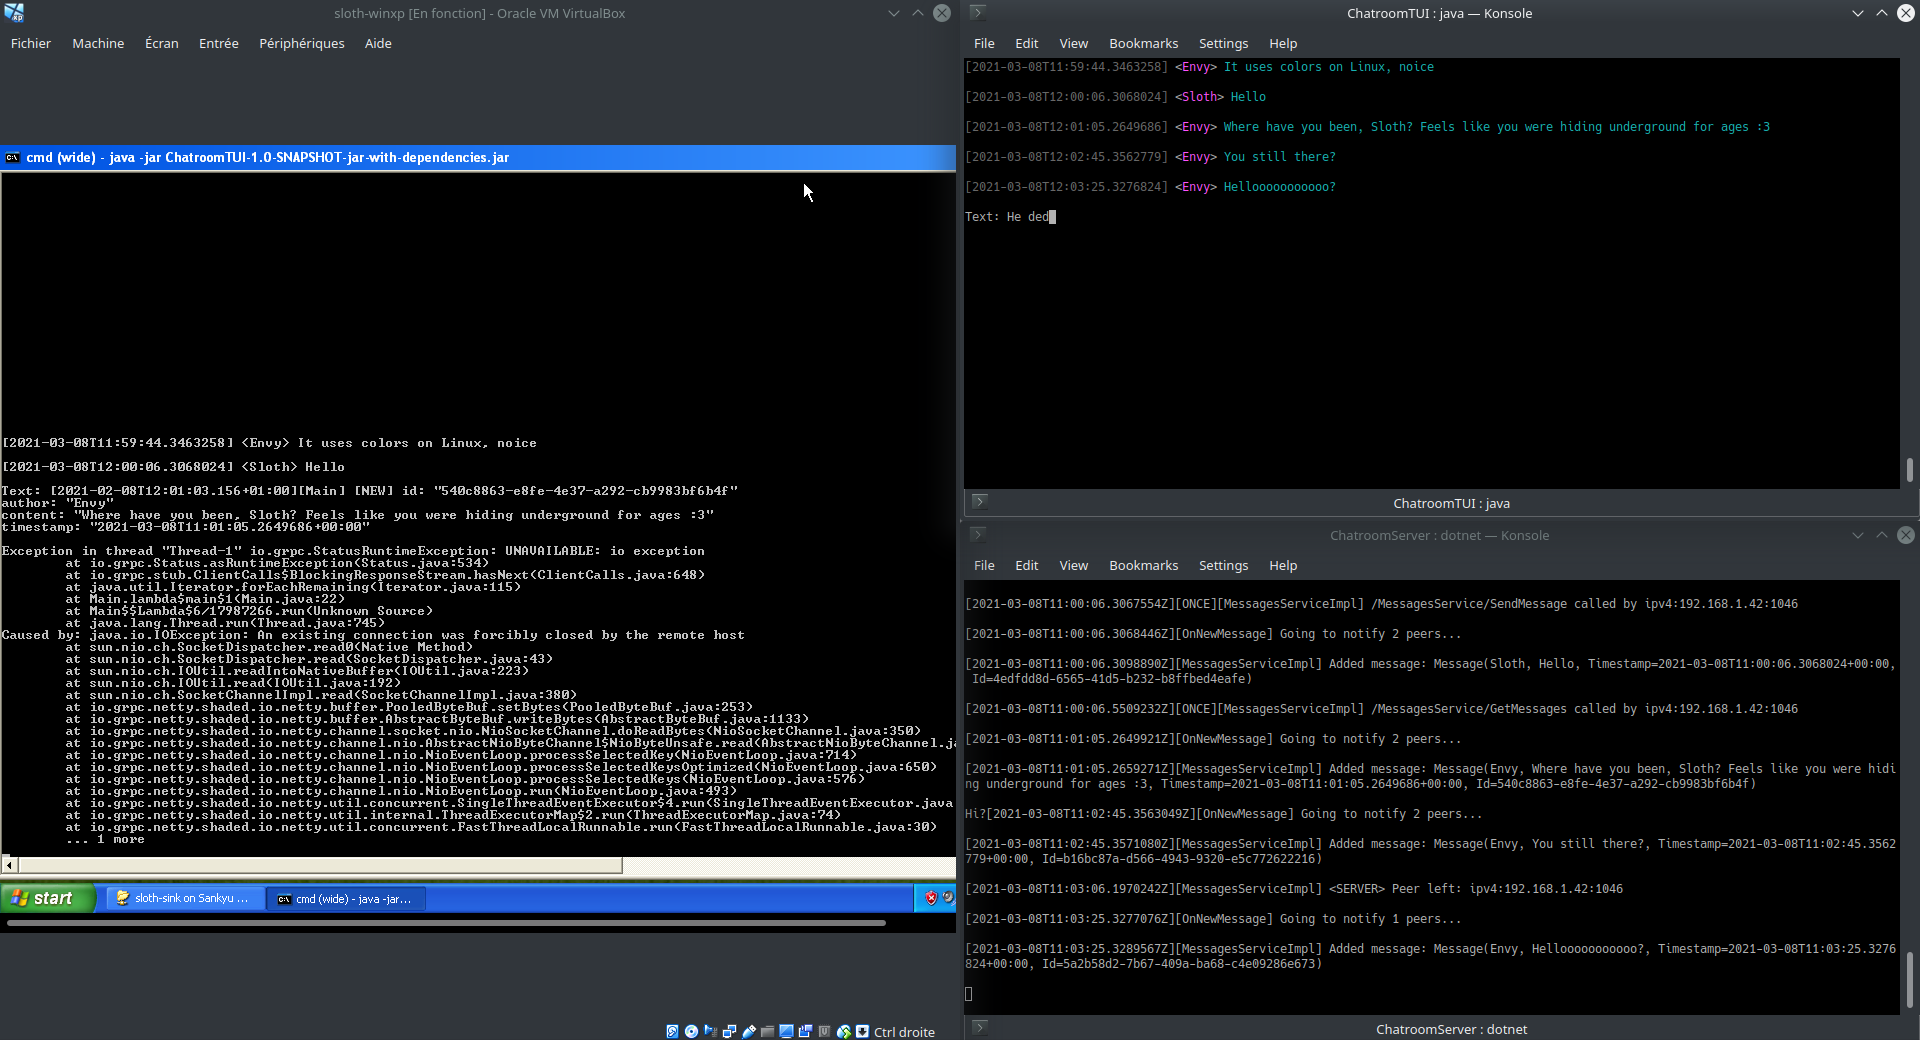 sloth-winxp [En fonction] - Oracle VM VirtualBox
Fichier Machine Écran Entrée Périphériques Aide
cmd (wide) - java -jar ChatroomTUI-1.0-SNAPSHOT-jar-with-dependencies.jar
[2021-03-08T11:59:44.3463258] <Envy> It uses colors on Linux, noice
[2021-03-08T12:00:06.3068024] <Sloth> Hello
Text: [2021-02-08T12:01:03.156+01:00][Main] [NEW] id: "540c8863-e8fe-4e37-a292-cb9983bf6b4f"
author: "Envy"
content: "Where have you been, Sloth? Feels like you were hiding underground for ages :3"
timestamp: "2021-03-08T11:01:05.2649686+00:00"
Exception in thread "Thread-1" io.grpc.StatusRuntimeException: UNAVAILABLE: io exception
at io.grpc.Status.asRuntimeException(Status.java:534)
at io.grpc.stub.ClientCalls$BlockingResponseStream.hasNext(ClientCalls.java:648)
at java.util.Iterator.forEachRemaining(Iterator.java:115)
at Main.lambda$main$1(Main.java:22)
at Main$$Lambda$6/17987266.run(Unknown Source)
at java.lang.Thread.run(Thread.java:745)
Caused by: java.io.IOException: An existing connection was forcibly closed by the remote host
at sun.nio.ch.SocketDispatcher.read0(Native Method)
at sun.nio.ch.SocketDispatcher.read(SocketDispatcher.java:43)
at sun.nio.ch.IOUtil.readIntoNativeBuffer(IOUtil.java:223)
at sun.nio.ch.IOUtil.read(IOUtil.java:192)
at sun.nio.ch.SocketChannelImpl.read(SocketChannelImpl.java:380)
at io.grpc.netty.shaded.io.netty.buffer.PooledByteBuf.setBytes(PooledByteBuf.java:253)
at io.grpc.netty.shaded.io.netty.buffer.AbstractByteBuf.writeBytes(AbstractByteBuf.java:1133)
at io.grpc.netty.shaded.io.netty.channel.socket.nio.NioSocketChannel.doReadBytes(NioSocketChannel.java:350)
at io.grpc.netty.shaded.io.netty.channel.nio.AbstractNioByteChannel$NioByteUnsafe.read(AbstractNioByteChannel.j
at io.grpc.netty.shaded.io.netty.channel.nio.NioEventLoop.processSelectedKey(NioEventLoop.java:714)
at io.grpc.netty.shaded.io.netty.channel.nio.NioEventLoop.processSelectedKeysOptimized(NioEventLoop.java:650)
at io.grpc.netty.shaded.io.netty.channel.nio.NioEventLoop.processSelectedKeys(NioEventLoop.java:576)
at io.grpc.netty.shaded.io.netty.channel.nio.NioEventLoop.run(NioEventLoop.java:493)
at io.grpc.netty.shaded.io.netty.util.concurrent.SingleThreadEventExecutor$4.run(SingleThreadEventExecutor.java
at io.grpc.netty.shaded.io.netty.util.internal.ThreadExecutorMap$2.run(ThreadExecutorMap.java:74)
at io.grpc.netty.shaded.io.netty.util.concurrent.FastThreadLocalRunnable.run(FastThreadLocalRunnable.java:30)
... 1 more
start sloth-sink on Sankyu ... cmd (wide) - java -jar...
Ctrl droite
ChatroomTUI : java — Konsole
File Edit View Bookmarks Settings Help
[2021-03-08T11:59:44.3463258] <Envy> It uses colors on Linux, noice
[2021-03-08T12:00:06.3068024] <Sloth> Hello
[2021-03-08T12:01:05.2649686] <Envy> Where have you been, Sloth? Feels like you were hiding underground for ages :3
[2021-03-08T12:02:45.3562779] <Envy> You still there?
[2021-03-08T12:03:25.3276824] <Envy> Hellooooooooooo?
Text: He ded
ChatroomTUI : java
ChatroomServer : dotnet — Konsole
File Edit View Bookmarks Settings Help
[2021-03-08T11:00:06.3067554Z][ONCE][MessagesServiceImpl] /MessagesService/SendMessage called by ipv4:192.168.1.42:1046
[2021-03-08T11:00:06.3068446Z][OnNewMessage] Going to notify 2 peers...
[2021-03-08T11:00:06.3098890Z][MessagesServiceImpl] Added message: Message(Sloth, Hello, Timestamp=2021-03-08T11:00:06.3068024+00:00,
Id=4edfdd8d-6565-41d5-b232-b8ffbed4eafe)
[2021-03-08T11:00:06.5509232Z][ONCE][MessagesServiceImpl] /MessagesService/GetMessages called by ipv4:192.168.1.42:1046
[2021-03-08T11:01:05.2649921Z][OnNewMessage] Going to notify 2 peers...
[2021-03-08T11:01:05.2659271Z][MessagesServiceImpl] Added message: Message(Envy, Where have you been, Sloth? Feels like you were hidi
ng underground for ages :3, Timestamp=2021-03-08T11:01:05.2649686+00:00, Id=540c8863-e8fe-4e37-a292-cb9983bf6b4f)
Hi?[2021-03-08T11:02:45.3563049Z][OnNewMessage] Going to notify 2 peers...
[2021-03-08T11:02:45.3571080Z][MessagesServiceImpl] Added message: Message(Envy, You still there?, Timestamp=2021-03-08T11:02:45.3562
779+00:00, Id=b16bc87a-d566-4943-9320-e5c772622216)
[2021-03-08T11:03:06.1970242Z][MessagesServiceImpl] <SERVER> Peer left: ipv4:192.168.1.42:1046
[2021-03-08T11:03:25.3277076Z][OnNewMessage] Going to notify 1 peers...
[2021-03-08T11:03:25.3289567Z][MessagesServiceImpl] Added message: Message(Envy, Hellooooooooooo?, Timestamp=2021-03-08T11:03:25.3276
824+00:00, Id=5a2b58d2-7b67-409a-ba68-c4e09286e673)
ChatroomServer : dotnet